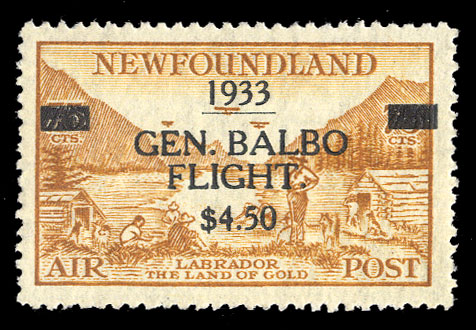 NEWFOUNDLAND
1933
CTS. CTS.
GEN. BALBO
FLIGHT.
$4.50
LABRADOR
AIR THE LAND OF GOLD POST